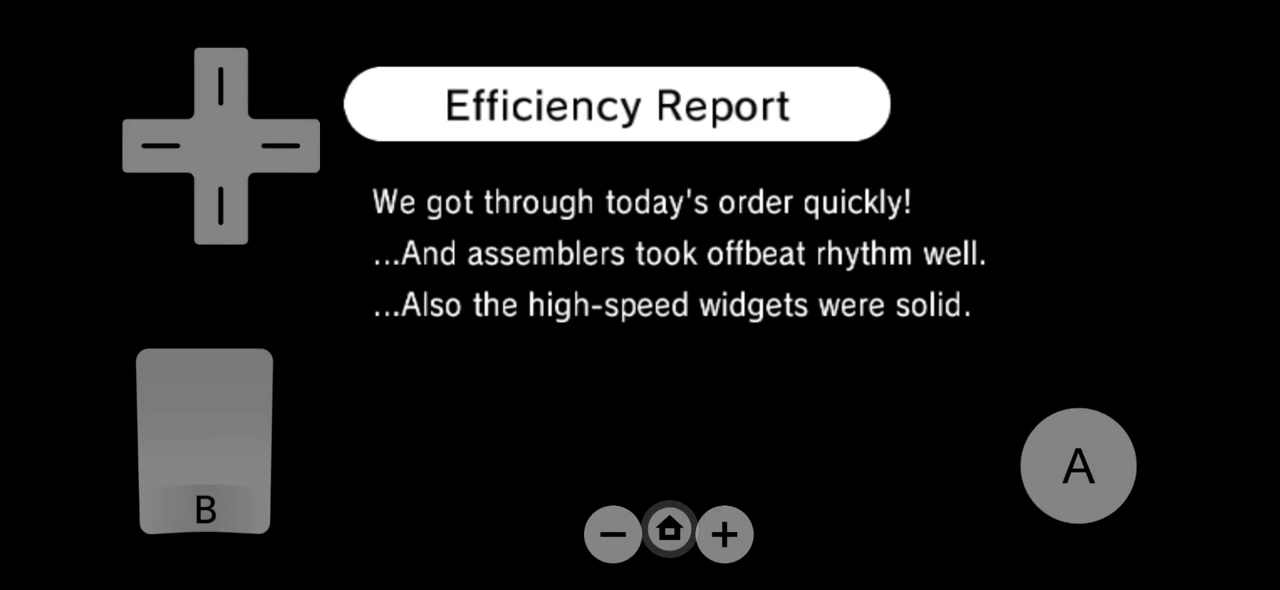 Efficiency Report
We got through today's order quickly!
...And assemblers took offbeat rhythm well.
...Also the high-speed widgets were solid.
B
A
− +